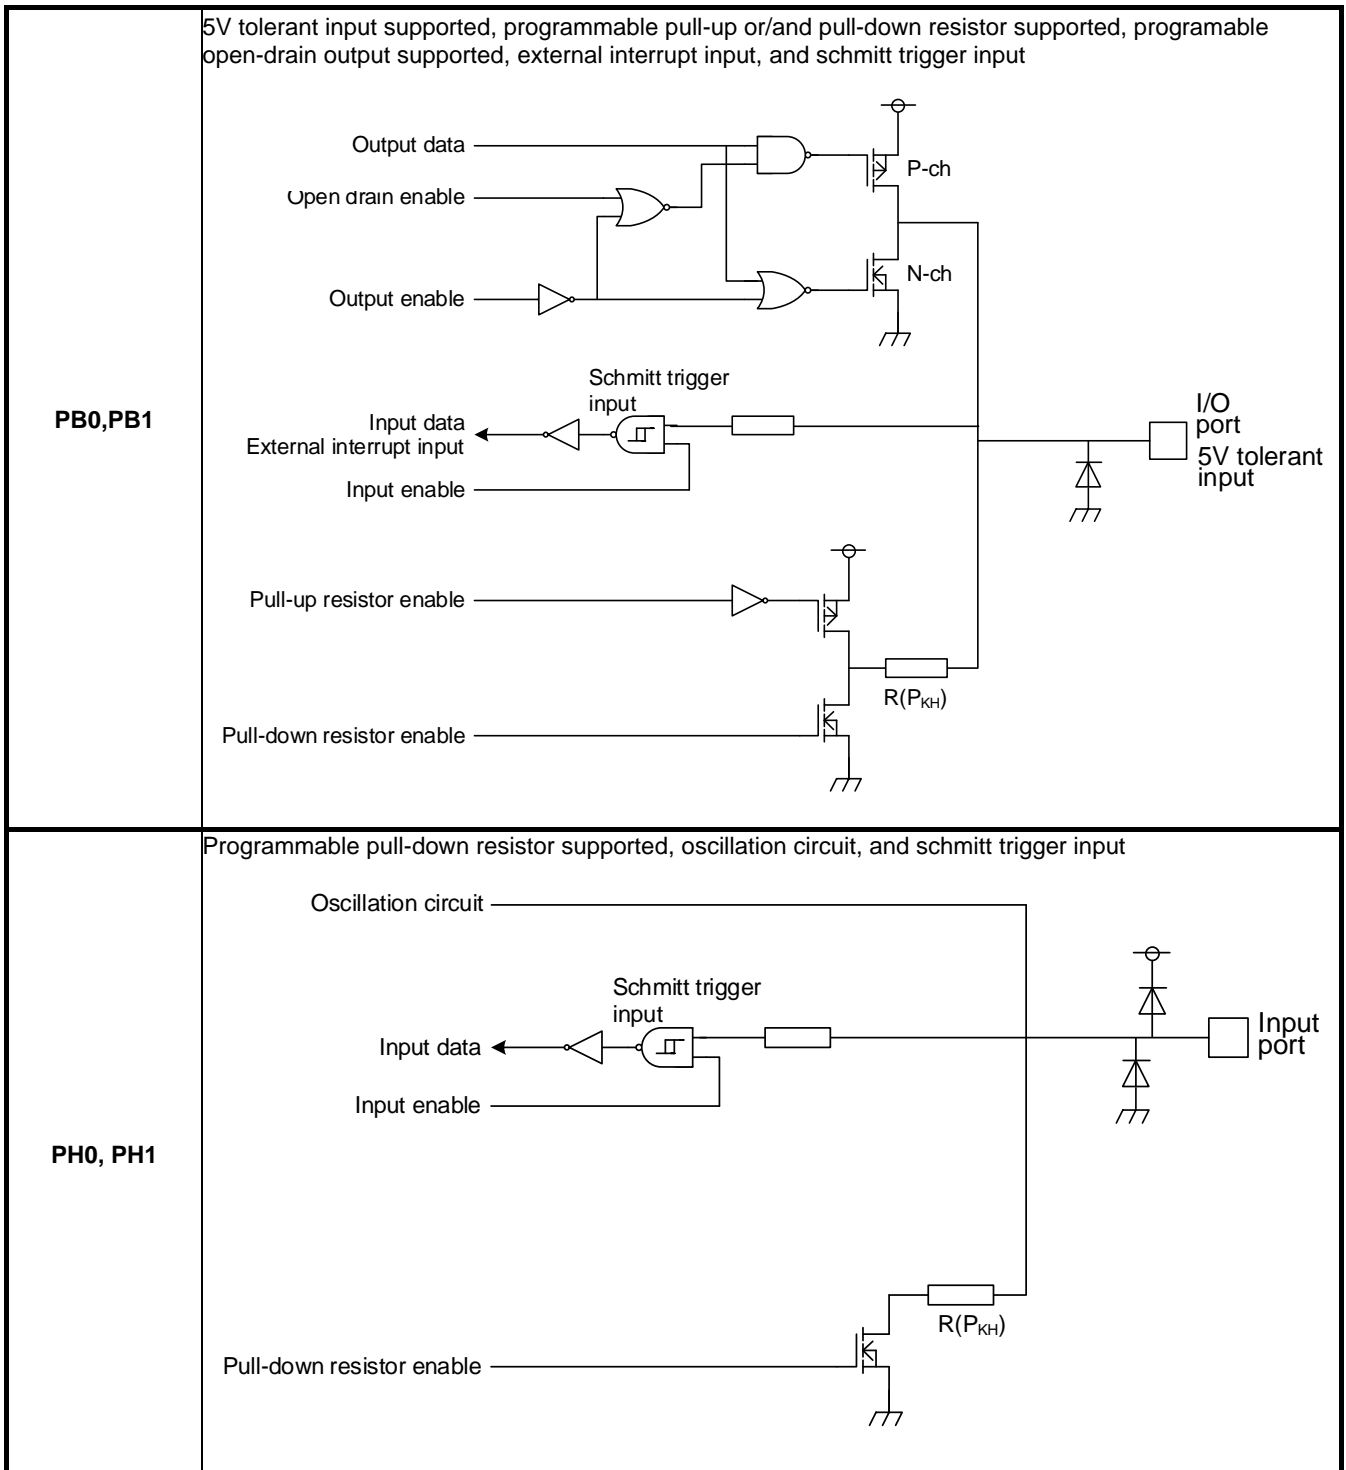 5V tolerant input supported, programmable pull-up or/and pull-down resistor supported, programable
open-drain output supported, external interrupt input, and schmitt trigger input
PB0,PB1
Output data
Open drain enable
Output enable
P-ch
N-ch
Schmitt trigger
input
Input data
External interrupt input
Input enable
I/O
port
5V tolerant
input
Pull-up resistor enable
R(PKH)
Pull-down resistor enable
Programmable pull-down resistor supported, oscillation circuit, and schmitt trigger input
PH0, PH1
Oscillation circuit
Schmitt trigger
input
Input data
Input enable
Input
port
R(PKH)
Pull-down resistor enable